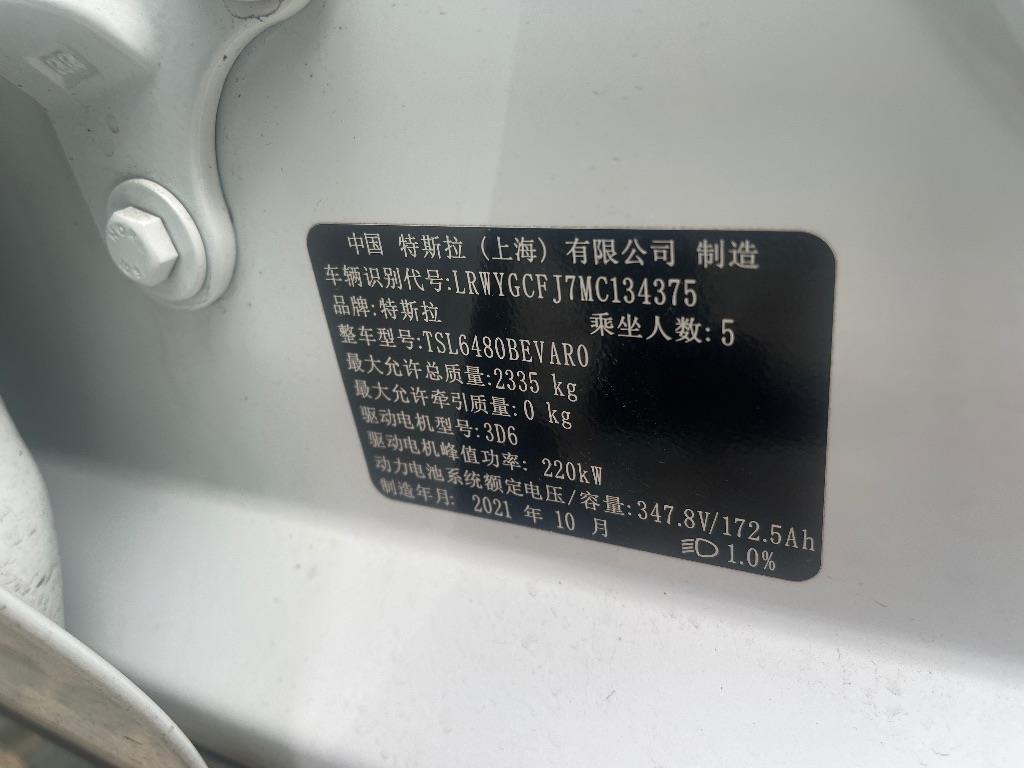 中国 特斯拉（上海）有限公司 制造
车辆识别代号:LRWYGCFJ7MC134375
品牌:特斯拉 乘坐人数:5
整车型号:TSL6480BEVAR0
最大允许总质量:2335 kg
最大允许牵引质量:0 kg
驱动电机型号:3D6
驱动电机峰值功率: 220kW
动力电池系统额定电压/容量:347.8V/172.5Ah
制造年月: 2021 年 10 月 1.0%